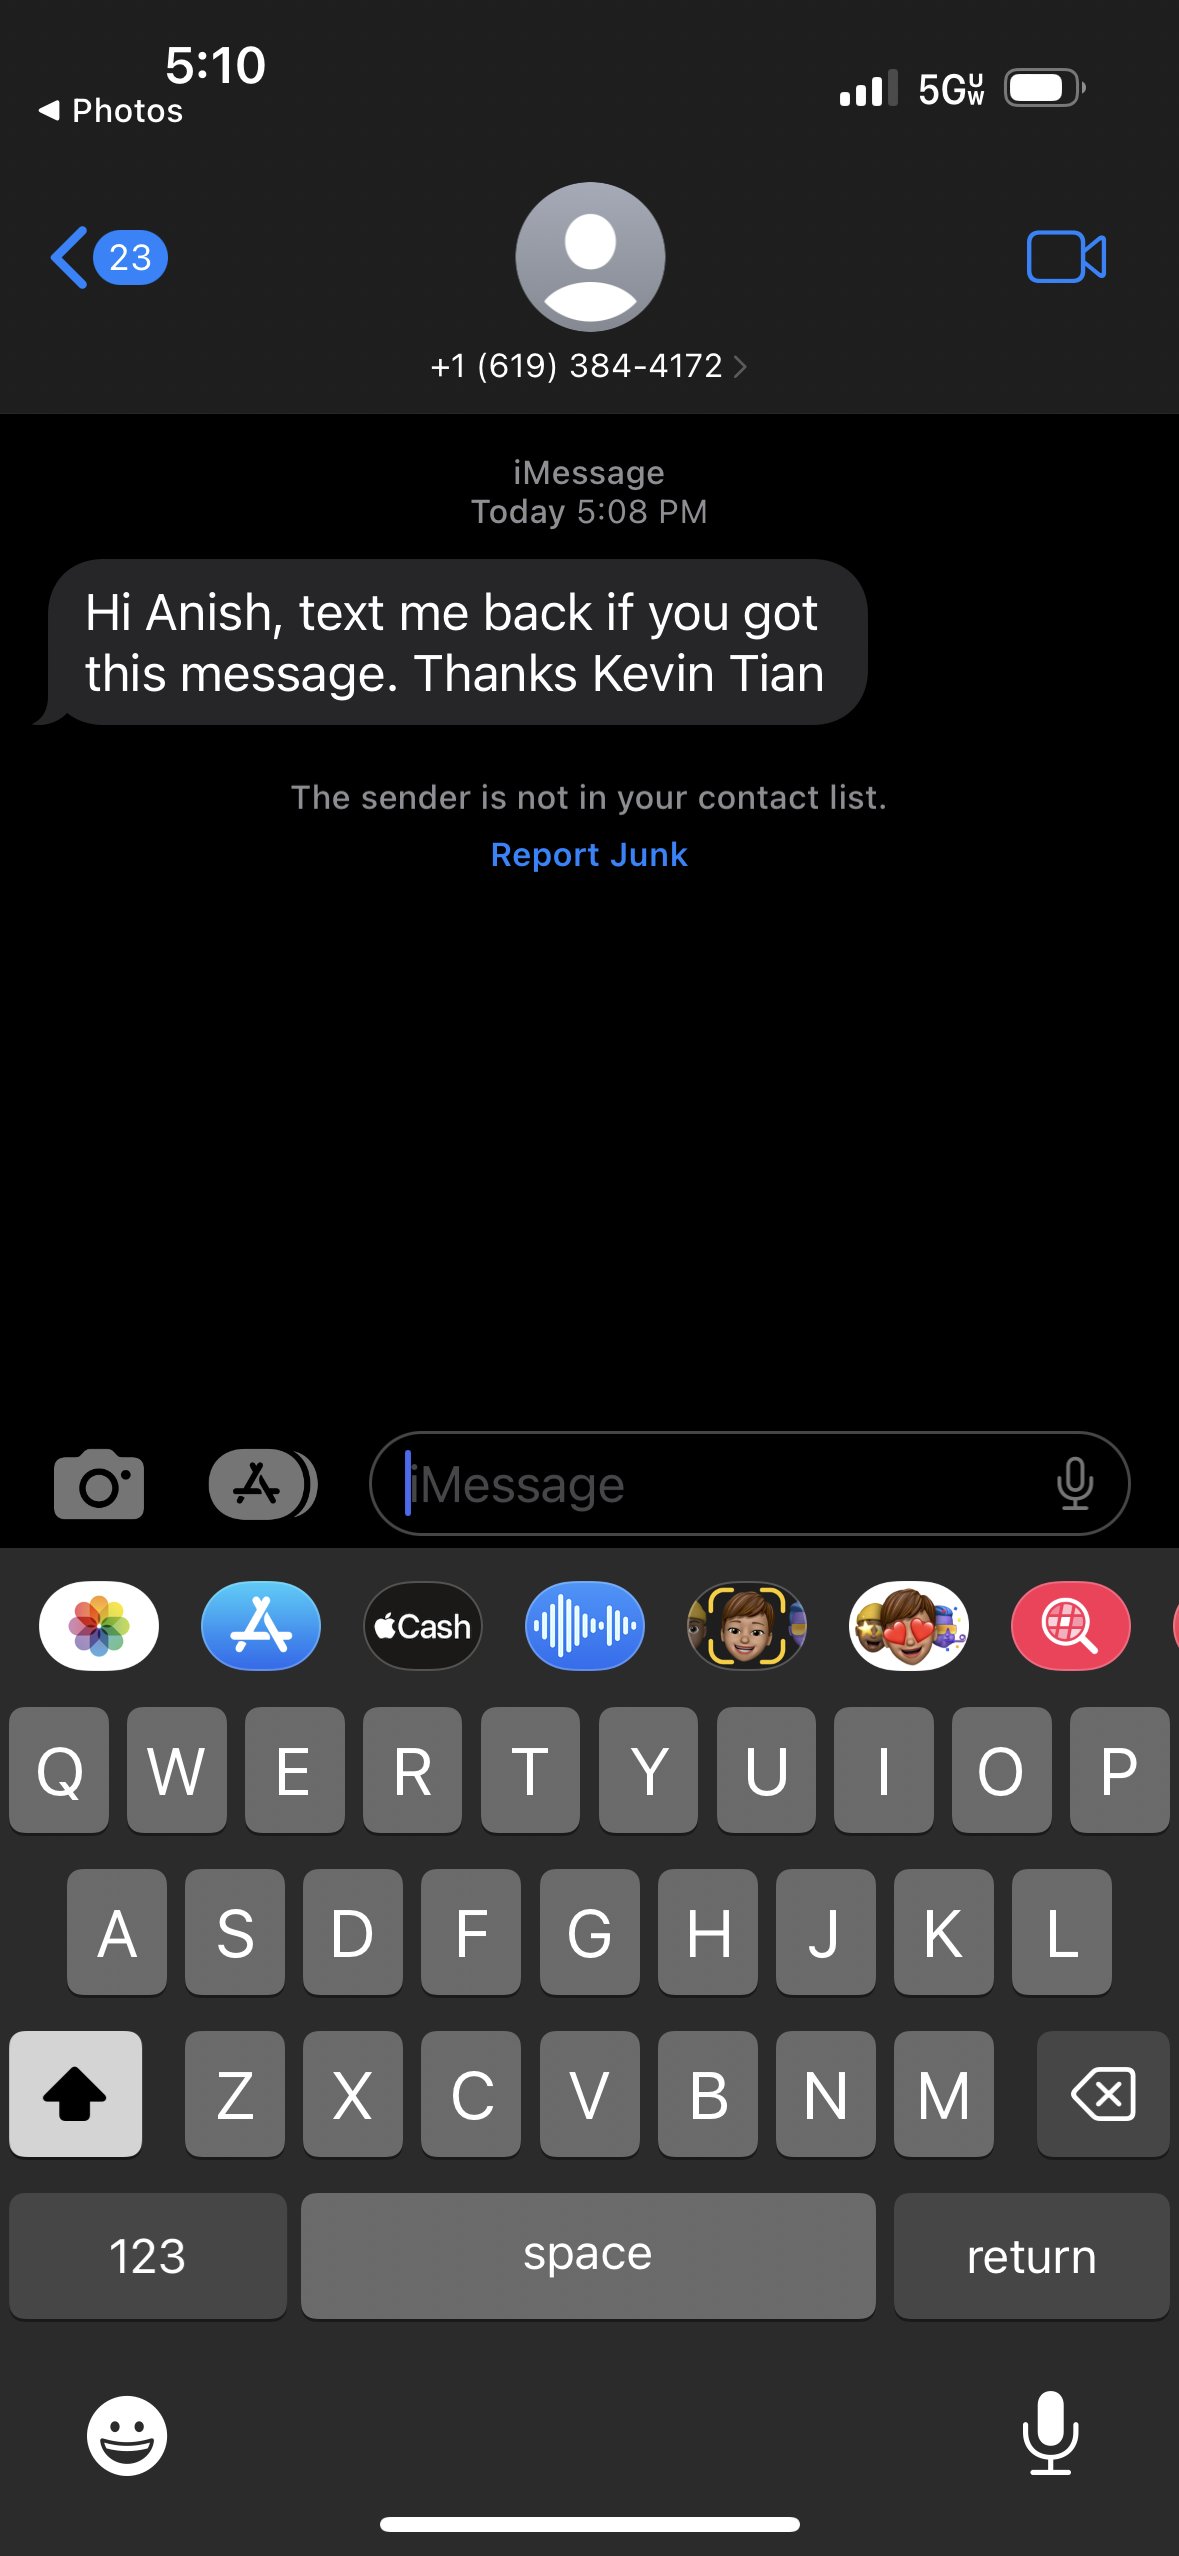 5:10
Photos
5GUW
23
+1 (619) 384-4172
iMessage
Today 5:08 PM
Hi Anish, text me back if you got
this message. Thanks Kevin Tian
The sender is not in your contact list.
Report Junk
iMessage
Cash
Q W E R T Y U I O P
A S D F G H J K L
Z X C V B N M
123 space return